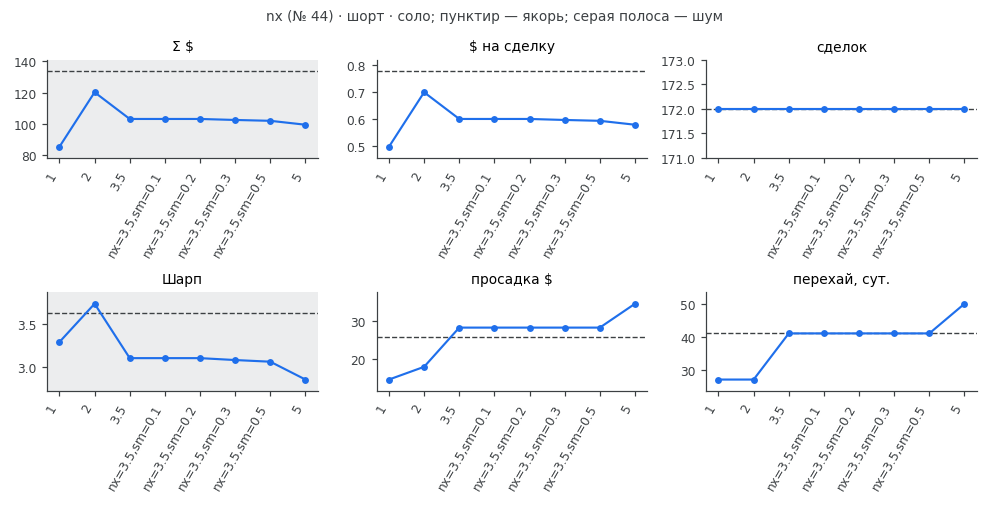 nx (№ 44) · шорт · соло; пунктир — якорь; серая полоса — шум
Σ $
140
120
100
80
1
2
3.5
nx=3.5,sm=0.1
nx=3.5,sm=0.2
nx=3.5,sm=0.3
nx=3.5,sm=0.5
5
$ на сделку
0.8
0.7
0.6
0.5
1
2
3.5
nx=3.5,sm=0.1
nx=3.5,sm=0.2
nx=3.5,sm=0.3
nx=3.5,sm=0.5
5
сделок
173.0
172.5
172.0
171.5
171.0
1
2
3.5
nx=3.5,sm=0.1
nx=3.5,sm=0.2
nx=3.5,sm=0.3
nx=3.5,sm=0.5
5
Шарп
3.5
3.0
1
2
3.5
nx=3.5,sm=0.1
nx=3.5,sm=0.2
nx=3.5,sm=0.3
nx=3.5,sm=0.5
5
просадка $
30
20
1
2
3.5
nx=3.5,sm=0.1
nx=3.5,sm=0.2
nx=3.5,sm=0.3
nx=3.5,sm=0.5
5
перехай, сут.
50
40
30
1
2
3.5
nx=3.5,sm=0.1
nx=3.5,sm=0.2
nx=3.5,sm=0.3
nx=3.5,sm=0.5
5